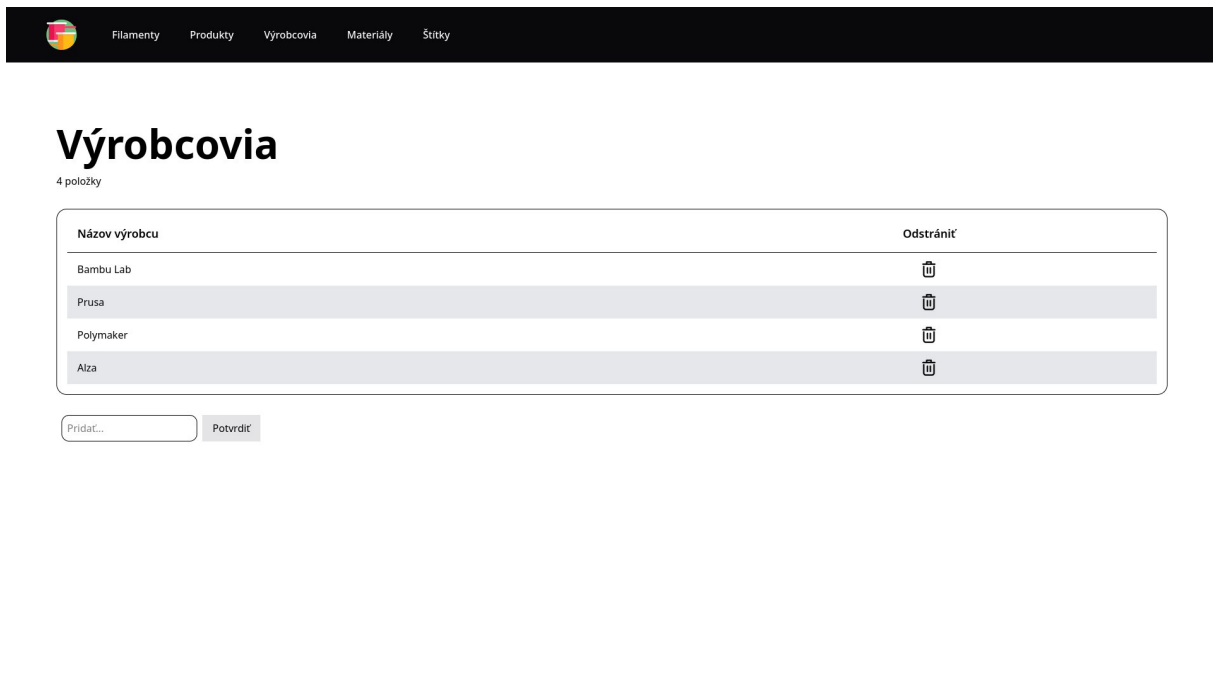 Filamenty Produkty Výrobcovia Materiály Štítky
Výrobcovia
4 položky
Názov výrobcu Odstrániť
Bambu Lab
Prusa
Polymaker
Alza
Pridať... Potvrdiť